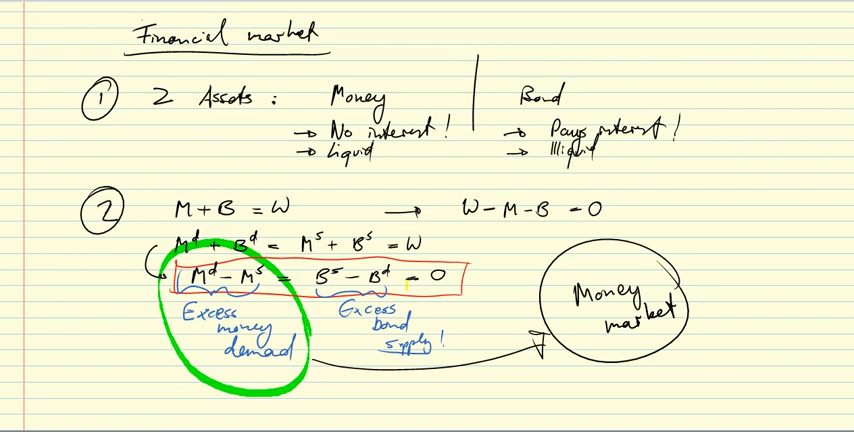 Financial market
① 2 Assets : Money | Bond
→ No interest! → Pays interest!
→ Liquid → Illiquid
② M + B = W → W - M - B = 0
M^d + B^d = M^s + B^s = W
M^d - M^s = B^s - B^d = 0
Excess money demad
Excess bond supply!
Money market